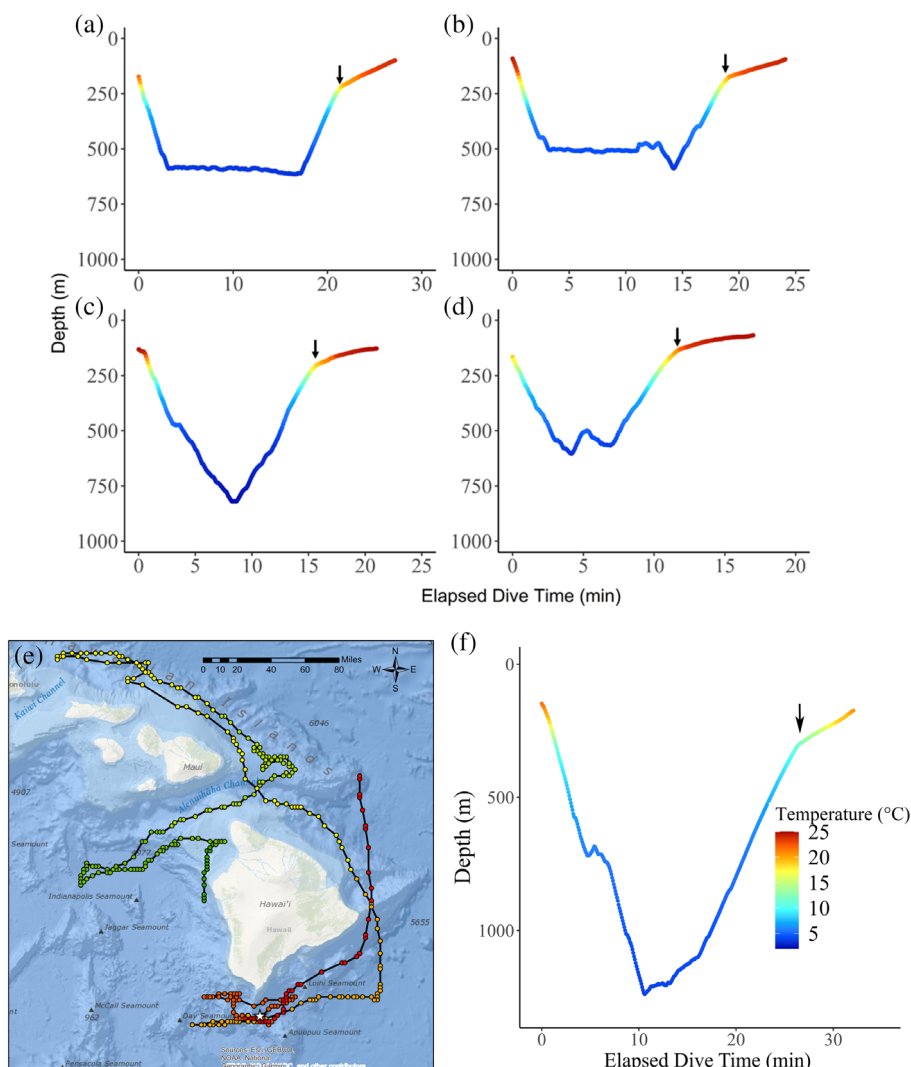 (a)
(b)
0
250
500
750
1000
0
10
20
30
0
250
500
750
1000
0
5
10
15
20
25
Depth (m)
(c)
(d)
0
250
500
750
1000
0
5
10
15
20
25
0
250
500
750
1000
0
5
10
15
20
Elapsed Dive Time (min)
(e)
0 10 20 40 60 80 Miles
N
W E
S
Kaiwi Channel
6046
Maui
4907
Alenuihaha Chan
Seamount
Indianapolis Seamount
Jaggar Seamount
Hawai'i
Hawaii
5655
Loihi Seamount
McCall Seamount
962
Day Seamount
Apuupuu Seamount
nt
Pensacola Seamount
and other contributors
(f)
0
500
1000
Depth (m)
Temperature (°C)
25
20
15
10
5
0
10
20
30
Elapsed Dive Time (min)